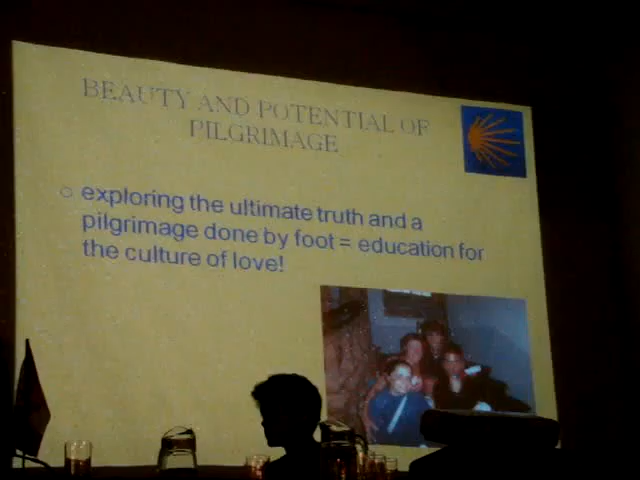 BEAUTY AND POTENTIAL OF
PILGRIMAGE
exploring the ultimate truth and a
pilgrimage done by foot = education for
the culture of love!